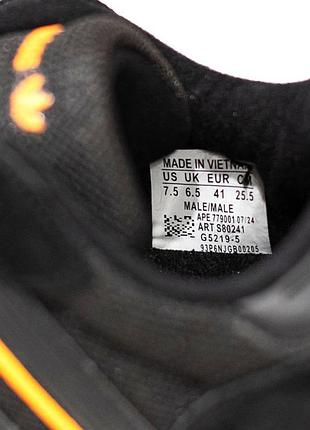 MADE IN VIETNAM
US UK EUR CM
7.5 6.5 41 25.5
MALE/MALE
APE 779001 07/24
ART S80241
G5219-5
93P6NJGB00205